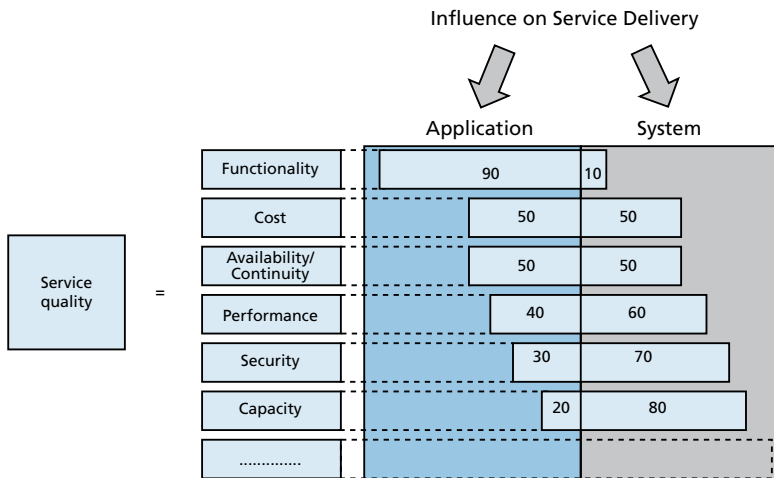 Influence on Service Delivery
Application System
Functionality 90 10
Cost 50 50
Availability/
Continuity 50 50
Service
quality
=
Performance 40 60
Security 30 70
Capacity 20 80
..............